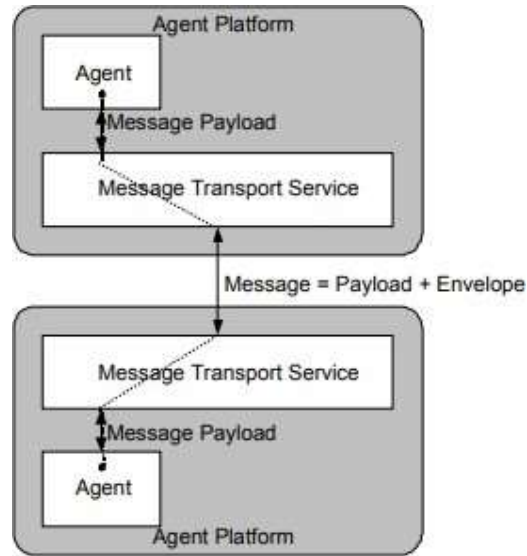 Agent Platform
Agent
Message Payload
Message Transport Service
Message = Payload + Envelope
Message Transport Service
Message Payload
Agent
Agent Platform